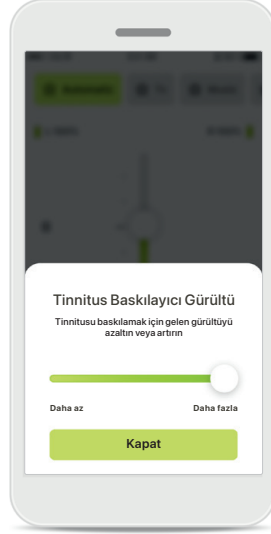 Tinnitus Baskılayıcı Gürültü
Tinnitusu baskılamak için gelen gürültüyü
azaltın veya artırın
Daha az
Daha fazla
Kapat